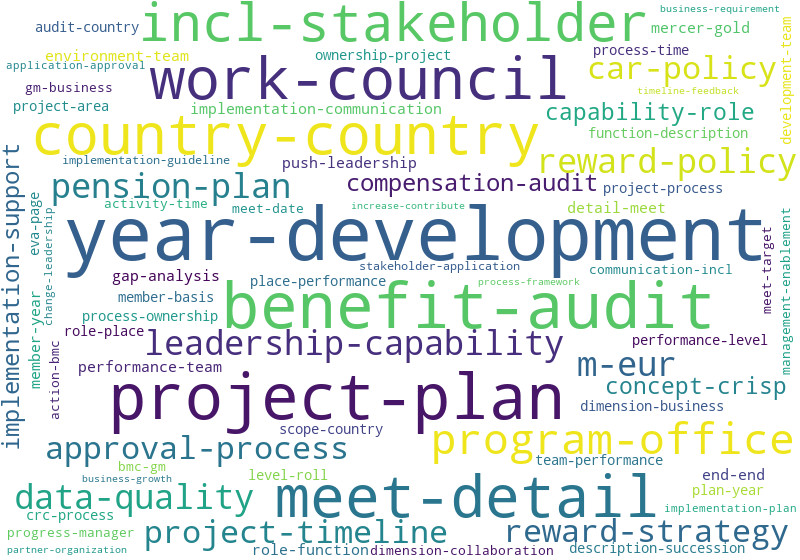 business-requirement
incl-stakeholder
audit-country
mercer-gold
development-team
environment-team
ownership-project
process-time
application-approval
work-council
car-policy
gm-business
timeline-feedback
project-area
implementation-communication
capability-role
country-country
function-description
implementation-support
implementation-guideline
push-leadership
reward-policy
pension-plan
compensation-audit
project-process
eva-page
change-leadership
activity-time
meet-date
increase-contribute
detail-meet
year-development
management-enablement
meet-target
gap-analysis
stakeholder-application
communication-incl
place-performance
process-framework
member-year
member-basis
benefit-audit
process-ownership
role-place
leadership-capability
performance-level
action-bmc
performance-team
m-eur
project-plan
concept-crisp
dimension-business
scope-country
approval-process
program-office
bmc-gm
team-performance
business-growth
level-roll
end-end
data-quality
meet-detail
plan-year
crc-process
implementation-plan
progress-manager
project-timeline
reward-strategy
partner-organization
role-function
dimension-collaboration
description-succession